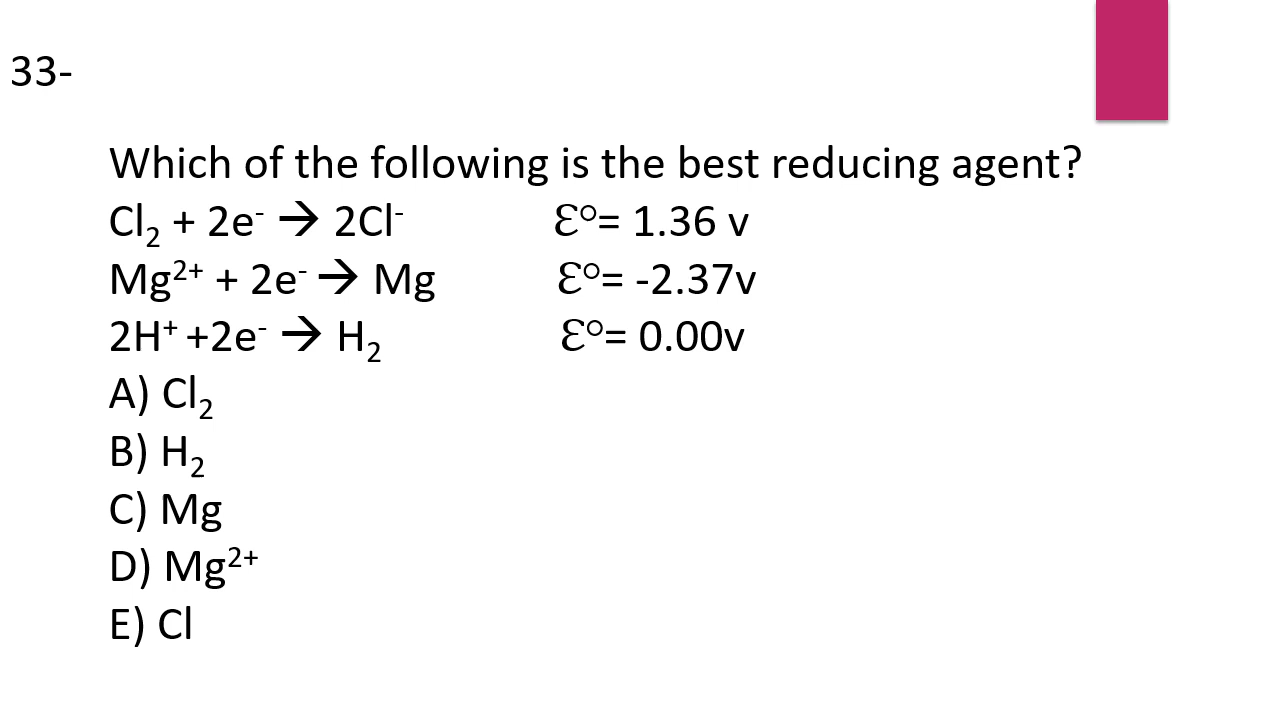 33-
Which of the following is the best reducing agent?
Cl₂ + 2e⁻ → 2Cl⁻ Ɛ°= 1.36 v
Mg²⁺ + 2e⁻ → Mg Ɛ°= -2.37v
2H⁺ +2e⁻ → H₂ Ɛ°= 0.00v
A) Cl₂
B) H₂
C) Mg
D) Mg²⁺
E) Cl